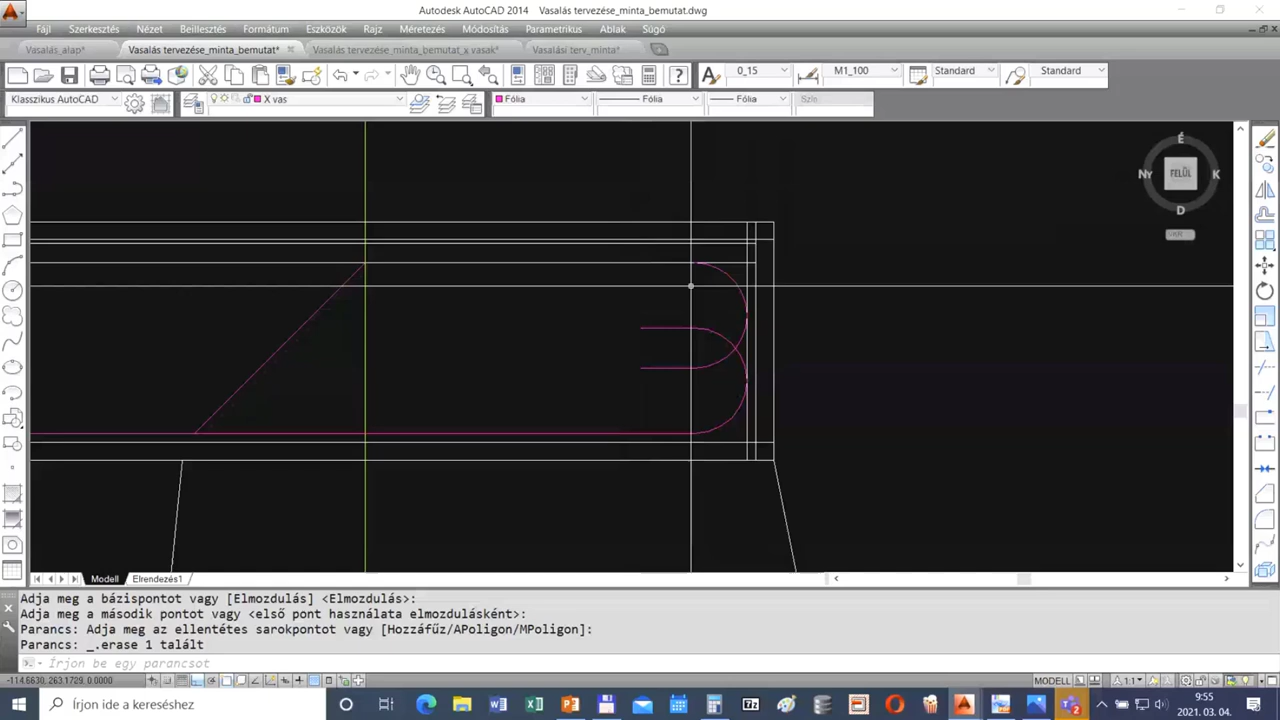 Autodesk AutoCAD 2014 Vasalás tervezése_minta_bemutat.dwg
Fájl Szerkesztés Nézet Beillesztés Formátum Eszközök Rajz Méretezés Módosítás Parametrikus Ablak Súgó
Vasalás_alap* Vasalás tervezése_minta_bemutat* Vasalás tervezése_minta_bemutat_x vasak* Vasalási terv_minta*
0_15 M1_100 Standard Standard
Klasszikus AutoCAD X vas Fólia Fólia Fólia Szín
É
NY FELÜL K
D
VKR
Modell Elrendezés1
Adja meg a bázispontot vagy [Elmozdulás] <Elmozdulás>:
Adja meg a második pontot vagy <első pont használata elmozdulásként>:
Parancs: Adja meg az ellentétes sarokpontot vagy [Hozzáfűz/APoligon/MPoligon]:
Parancs: _.erase 1 talált
Írjon be egy parancsot
-114.6630, 263.1729, 0.0000 MODELL 1:1
Írjon ide a kereséshez 9:55
2021. 03. 04.